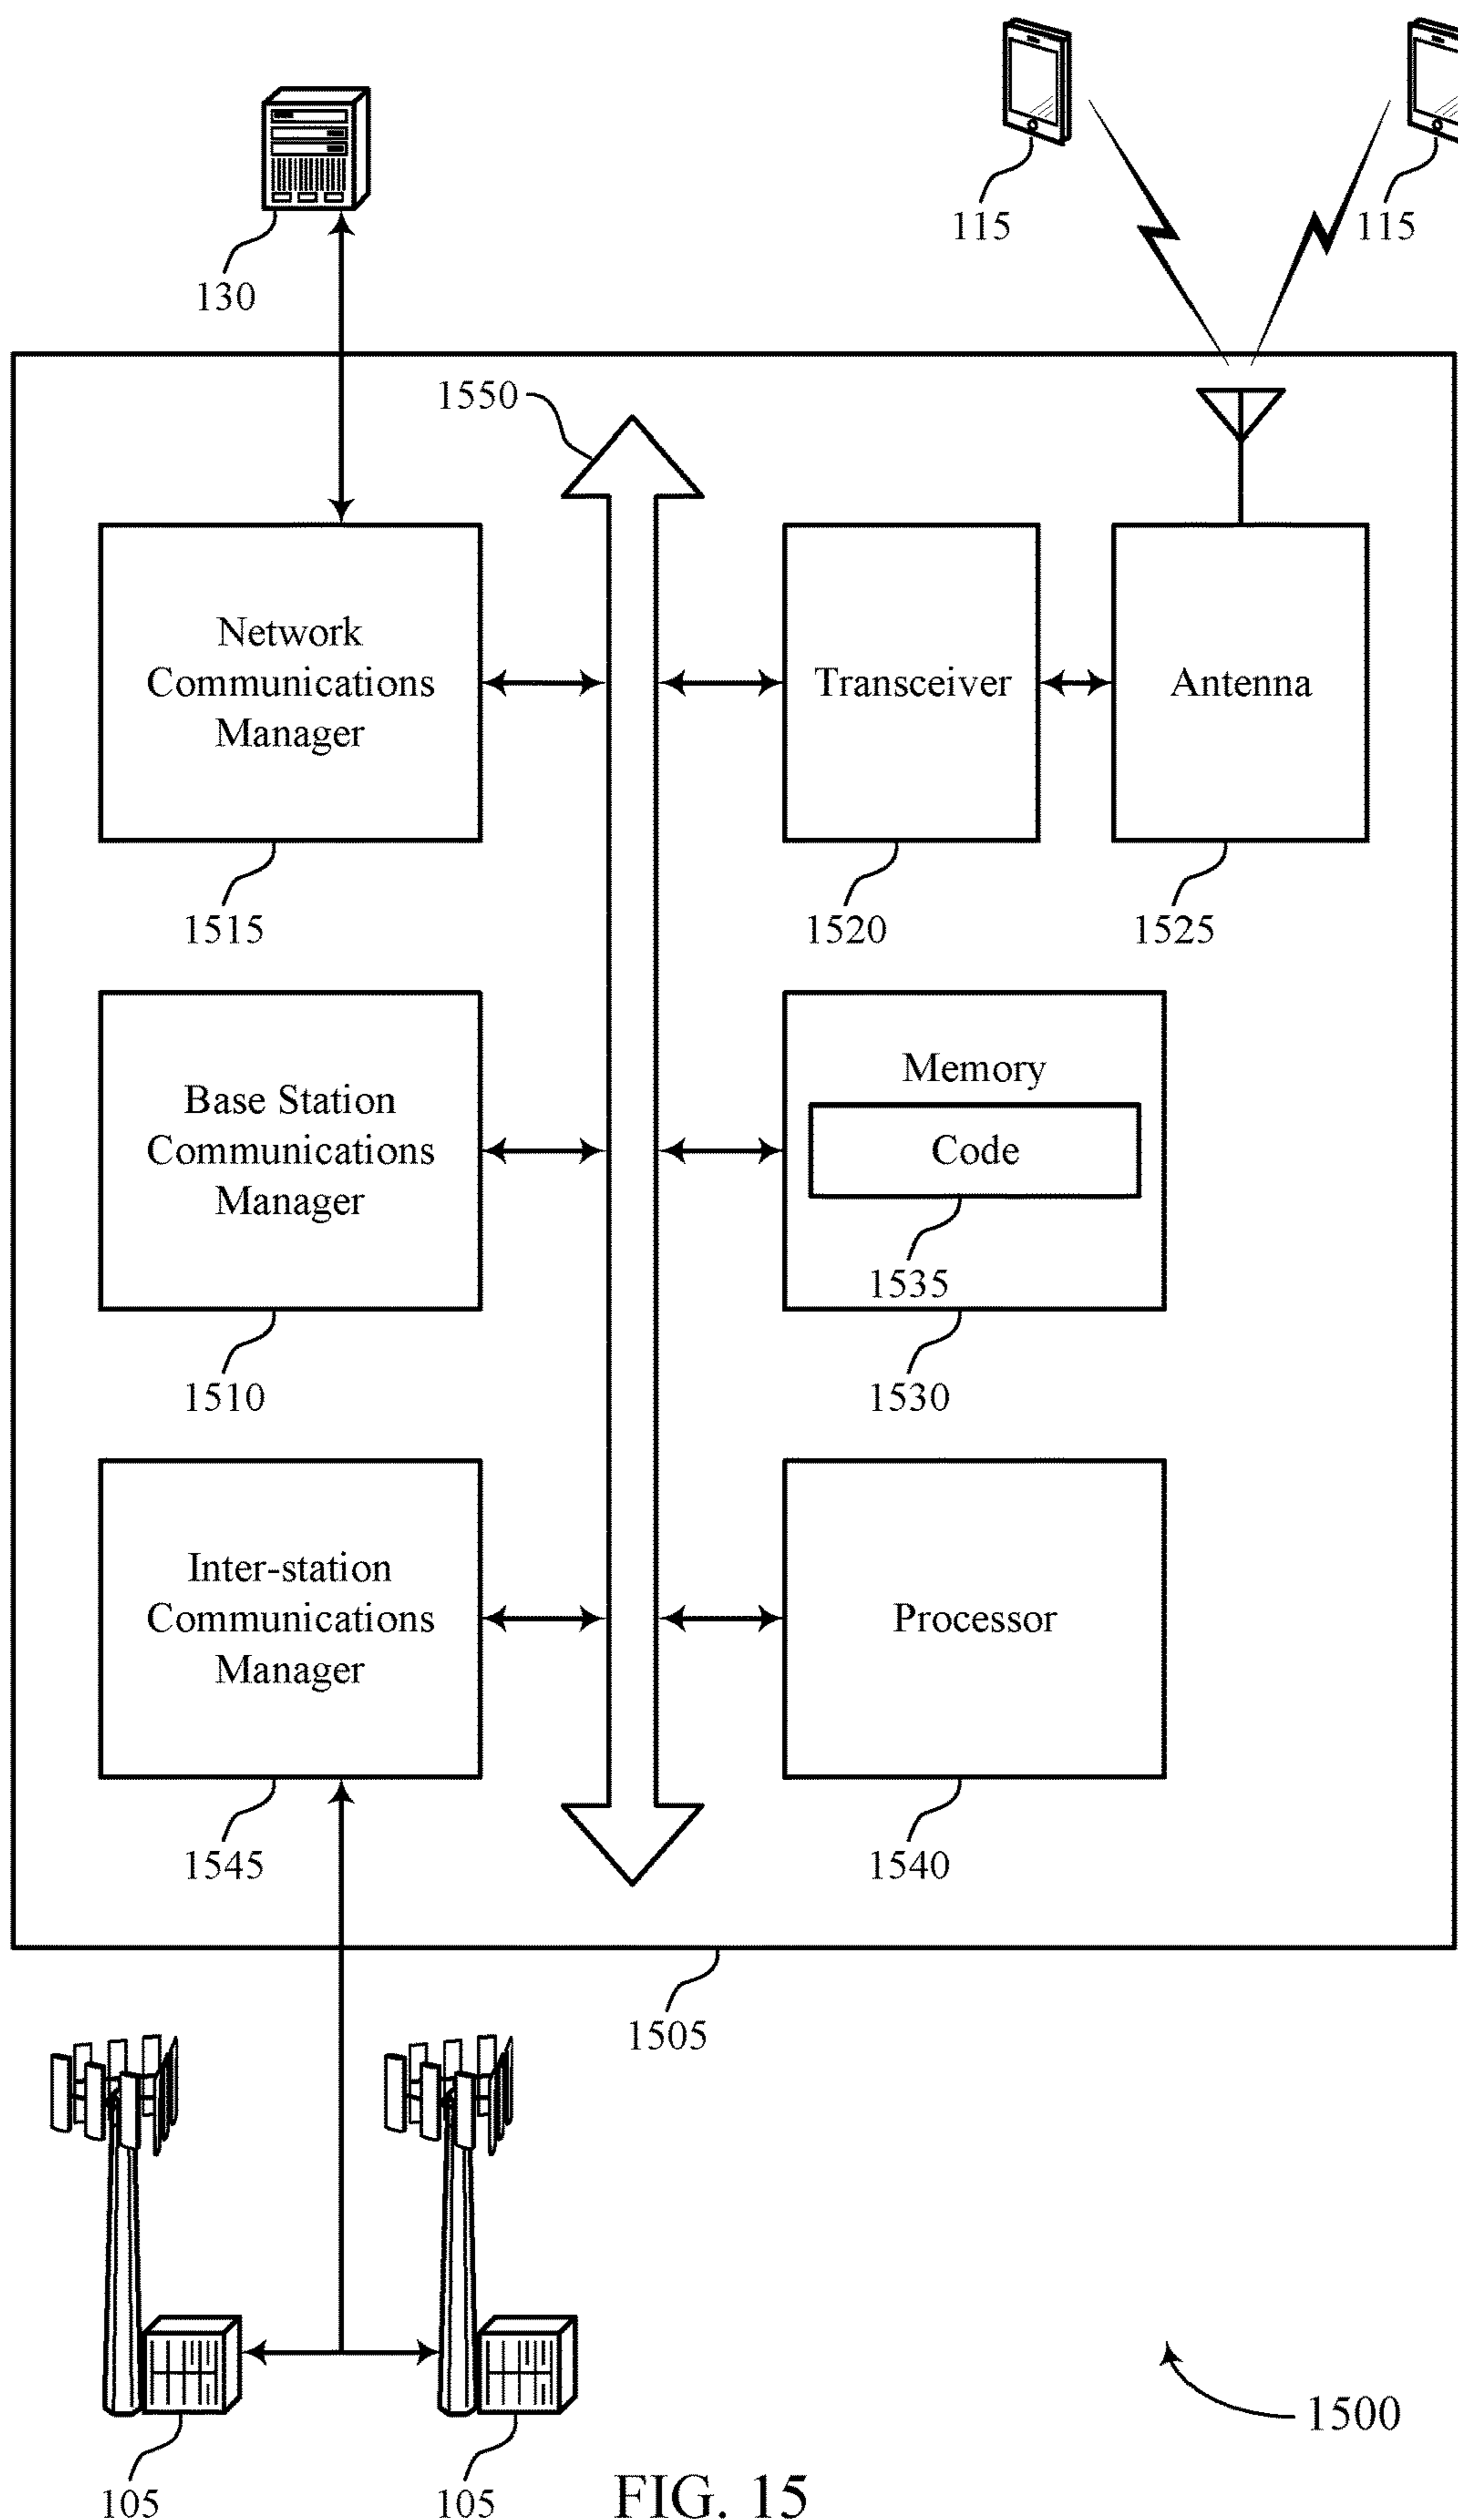 115
115
130
1550
Network
Communications
Manager
Transceiver
Antenna
1515
1520
1525
Base Station
Communications
Manager
Memory
Code
1535
1510
1530
Inter-station
Communications
Manager
Processor
1545
1540
1505
1500
105
105
FIG. 15